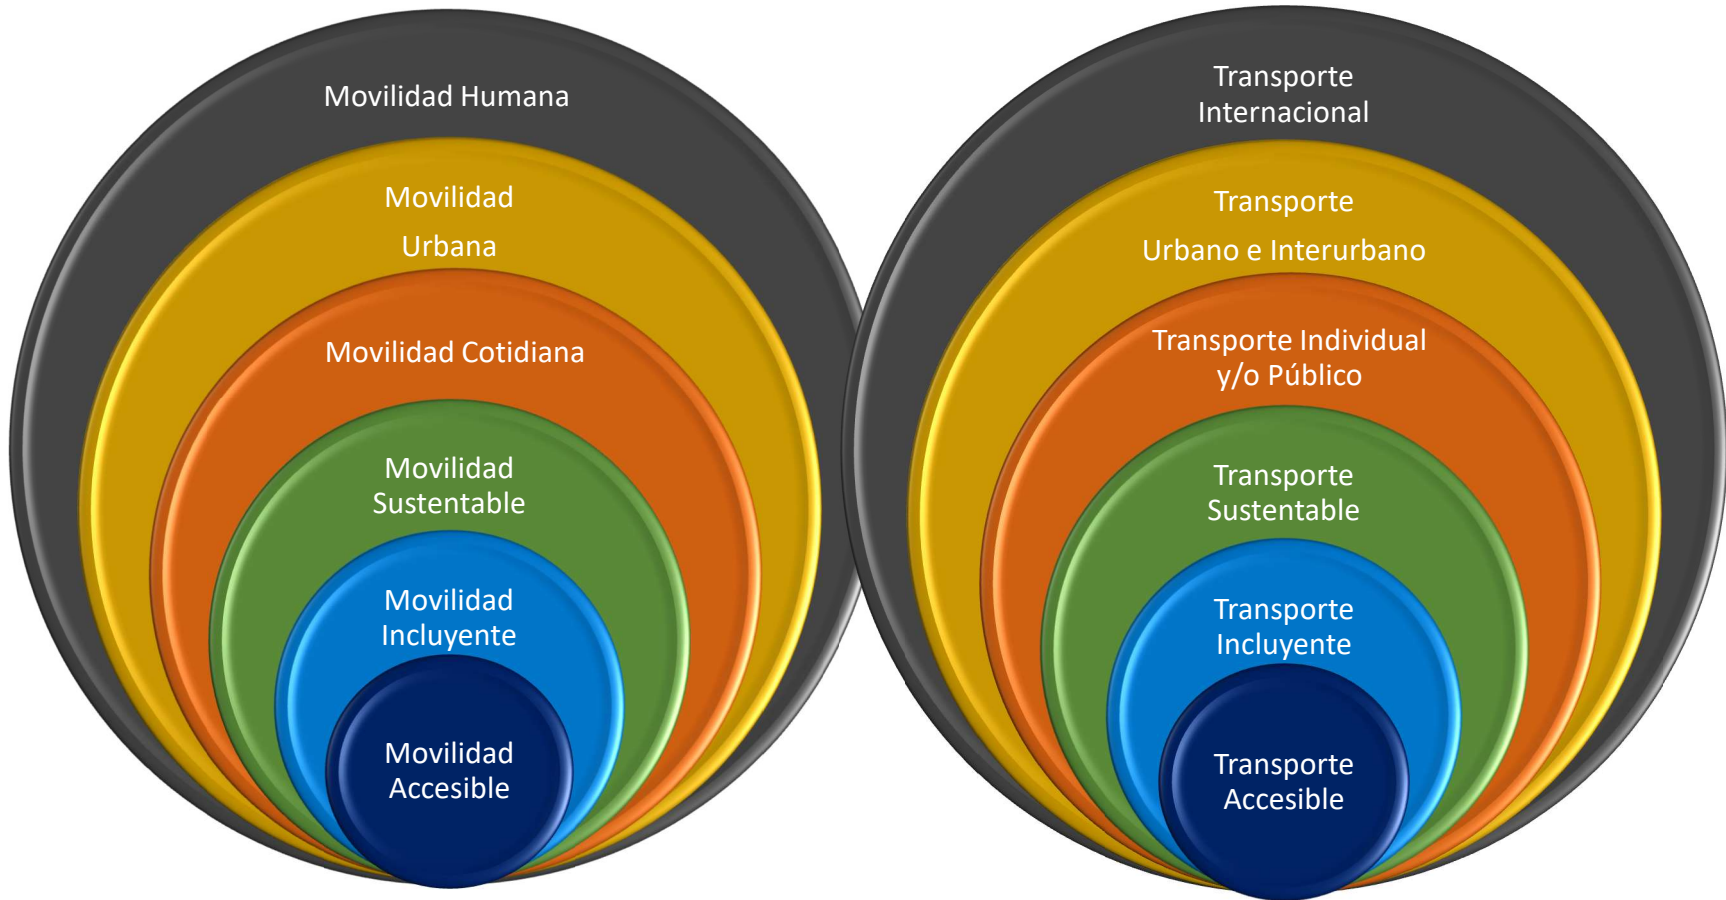 Movilidad Humana
Movilidad
Urbana
Movilidad Cotidiana
Movilidad
Sustentable
Movilidad
Incluyente
Movilidad
Accesible
Transporte
Internacional
Transporte
Urbano e Interurbano
Transporte Individual
y/o Público
Transporte
Sustentable
Transporte
Incluyente
Transporte
Accesible